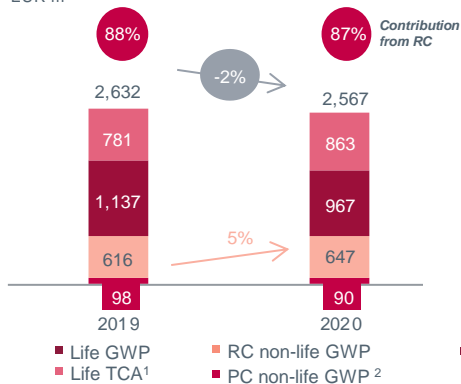 88%
87%
Contribution
from RC
-2%
2,632
2,567
781
863
1,137
967
5%
616
647
98
90
2019
2020
Life GWP
RC non-life GWP
Life TCA¹
PC non-life GWP ²